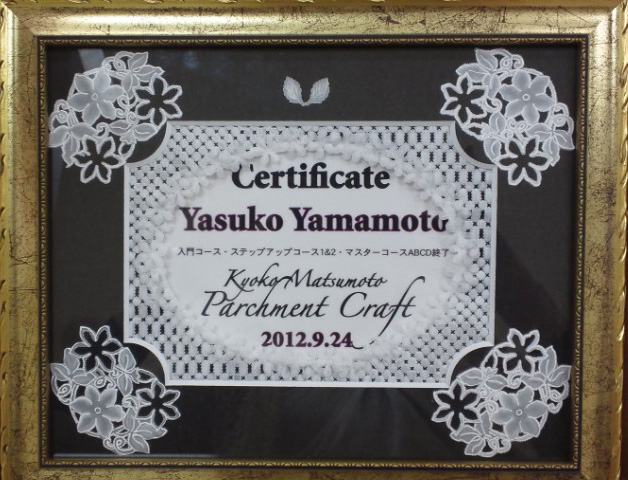 Certificate
Yasuko Yamamoto
入門コース・ステップアップコース1&2・マスターコースABCD終了
Kyoko Matsumoto
Parchment Craft
2012.9.24